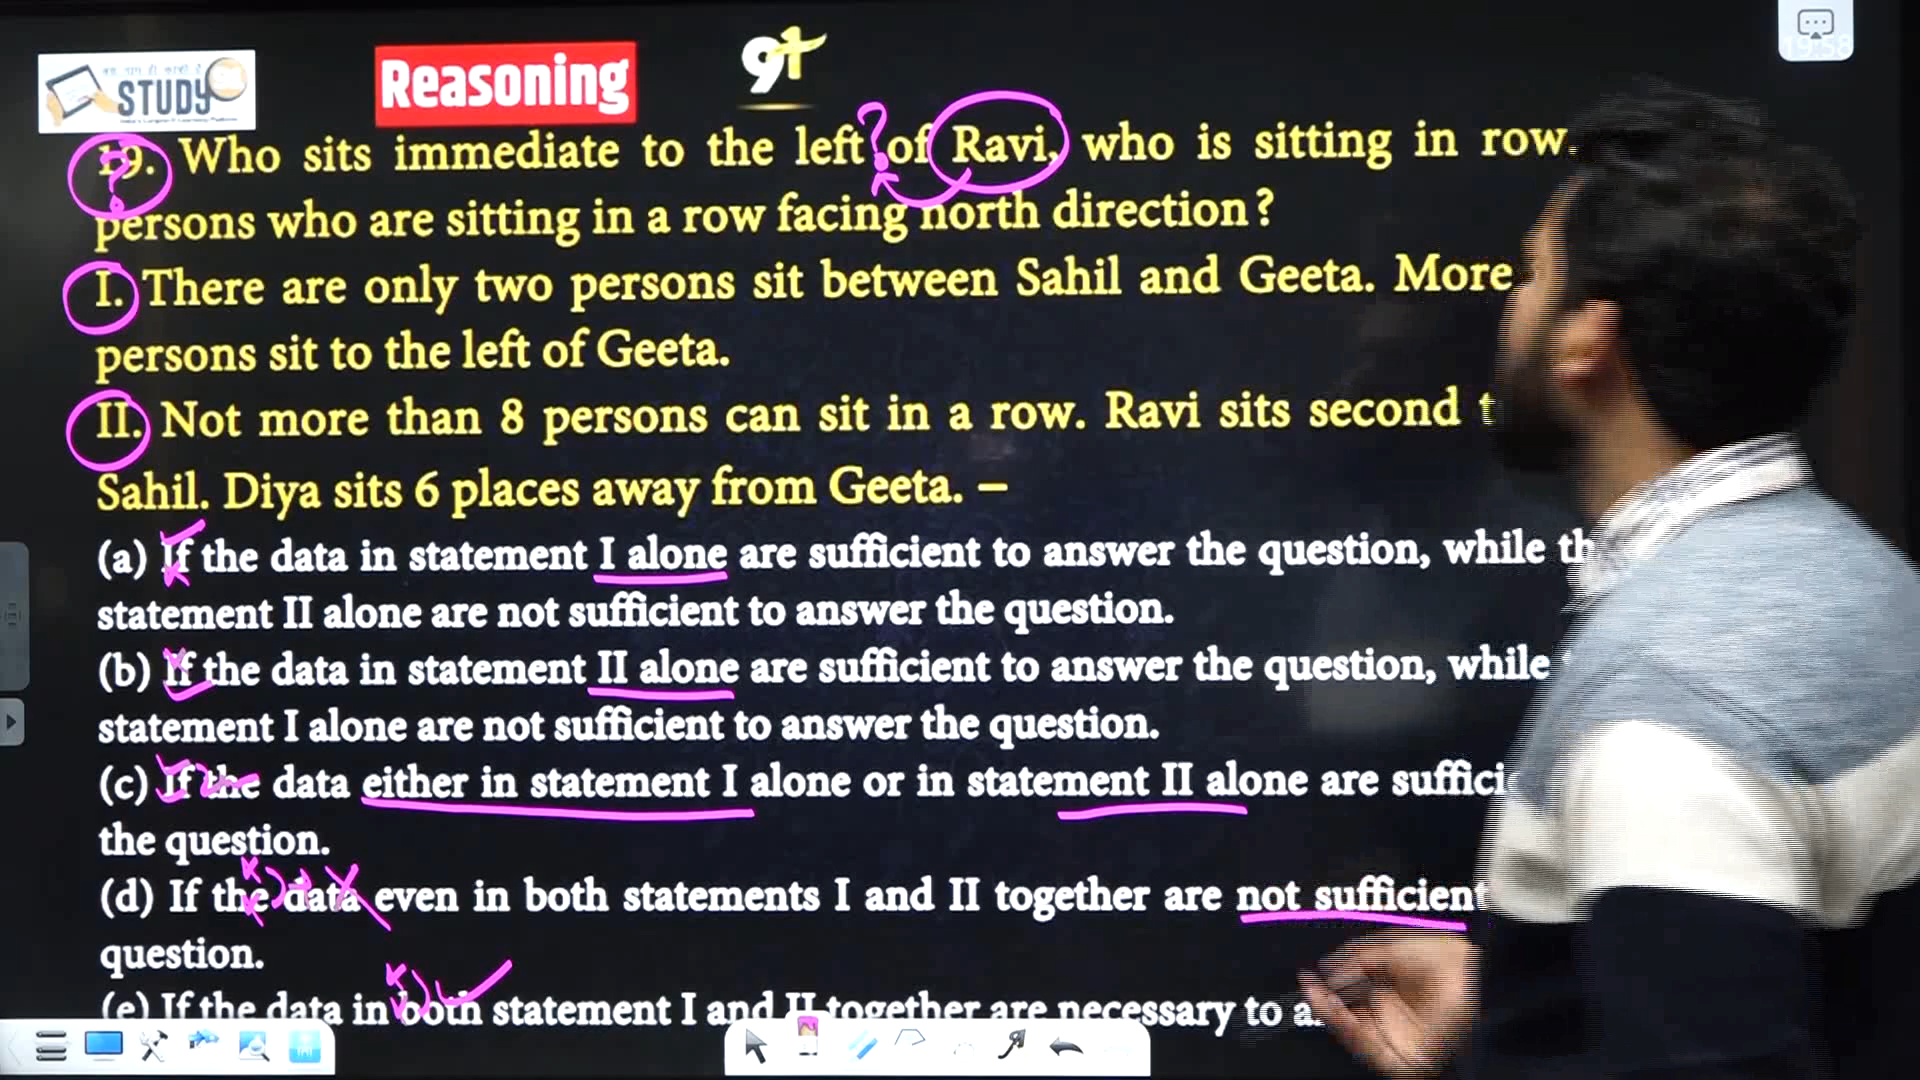 STUDY
Reasoning
19:58
19. Who sits immediate to the left ? of Ravi, who is sitting in row.
persons who are sitting in a row facing north direction?
I. There are only two persons sit between Sahil and Geeta. More
persons sit to the left of Geeta.
II. Not more than 8 persons can sit in a row. Ravi sits second t
Sahil. Diya sits 6 places away from Geeta. –
(a) If the data in statement I alone are sufficient to answer the question, while th
statement II alone are not sufficient to answer the question.
(b) If the data in statement II alone are sufficient to answer the question, while
statement I alone are not sufficient to answer the question.
(c) If the data either in statement I alone or in statement II alone are suffici
the question.
(d) If the data even in both statements I and II together are not sufficient
question.
(e) If the data in both statement I and II together are necessary to a